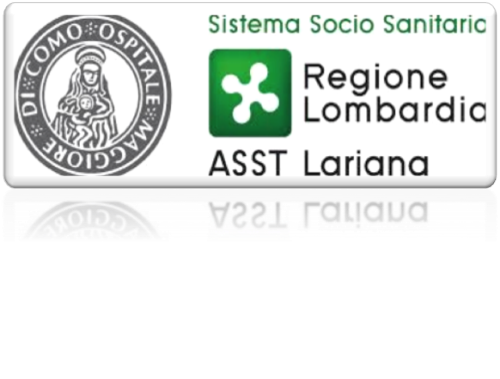 OSPITALE MAGGIORE DI COMO
Sistema Socio Sanitario
Regione
Lombardia
ASST Lariana